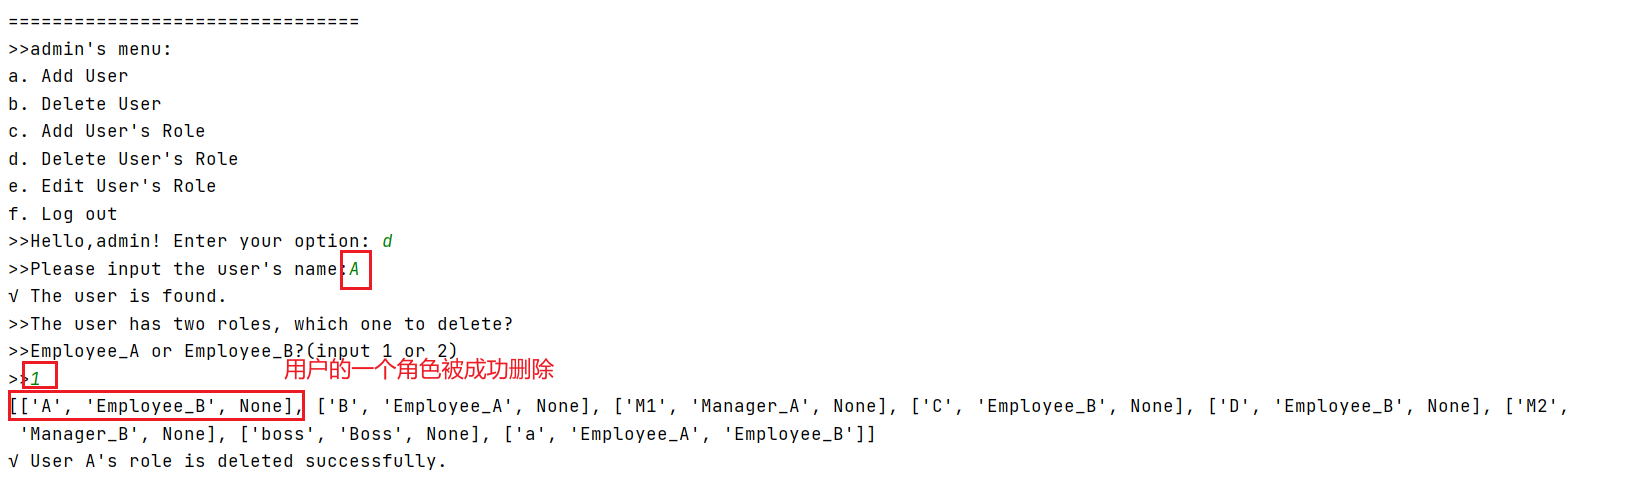 ================================
>>admin's menu:
a. Add User
b. Delete User
c. Add User's Role
d. Delete User's Role
e. Edit User's Role
f. Log out
>>Hello,admin! Enter your option: d
>>Please input the user's name:A
√ The user is found.
>>The user has two roles, which one to delete?
>>Employee_A or Employee_B?(input 1 or 2)
用户的一个角色被成功删除
>>1
[['A', 'Employee_B', None], ['B', 'Employee_A', None], ['M1', 'Manager_A', None], ['C', 'Employee_B', None], ['D', 'Employee_B', None], ['M2',
'Manager_B', None], ['boss', 'Boss', None], ['a', 'Employee_A', 'Employee_B']]
√ User A's role is deleted successfully.